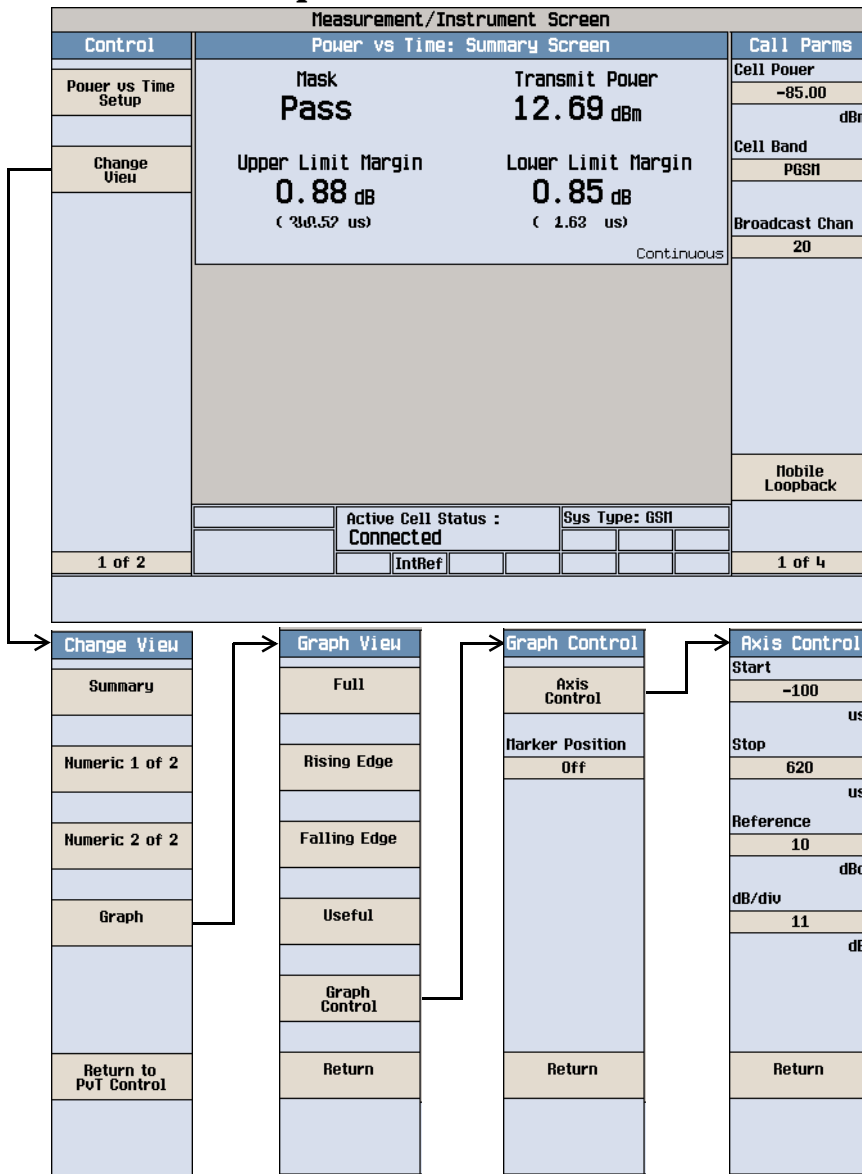 Measurement/Instrument Screen
Control
Power vs Time
Setup
Change
View
1 of 2
Power vs Time: Summary Screen
Mask
Pass
Transmit Power
12.69 dBm
Upper Limit Margin
0.88 dB
us)
Lower Limit Margin
0.85 dB
( 1.63 us)
Continuous
Active Cell Status :
Connected
Sys Type: GSM
IntRef
Call Parms
Cell Power
-85.00
dBm
Cell Band
PGSM
Broadcast Chan
20
Mobile
Loopback
1 of 4
Change View
Summary
Numeric 1 of 2
Numeric 2 of 2
Graph
Return to
PvT Control
Graph View
Full
Rising Edge
Falling Edge
Useful
Graph
Control
Return
Graph Control
Axis
Control
Marker Position
Off
Return
Axis Control
Start
-100
us
Stop
620
us
Reference
10
dBc
dB/div
11
dB
Return